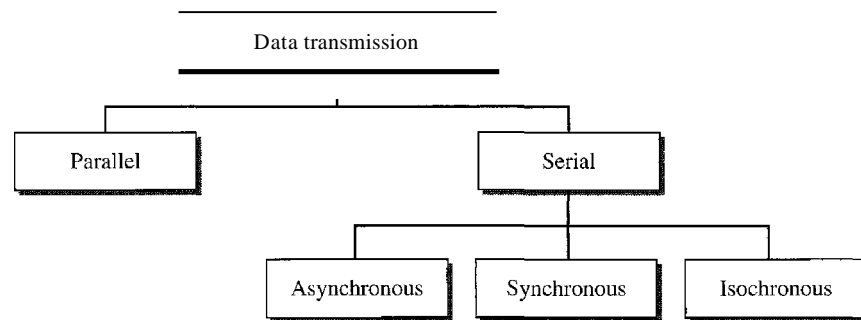 Data transmission
Parallel
Serial
Asynchronous
Synchronous
Isochronous